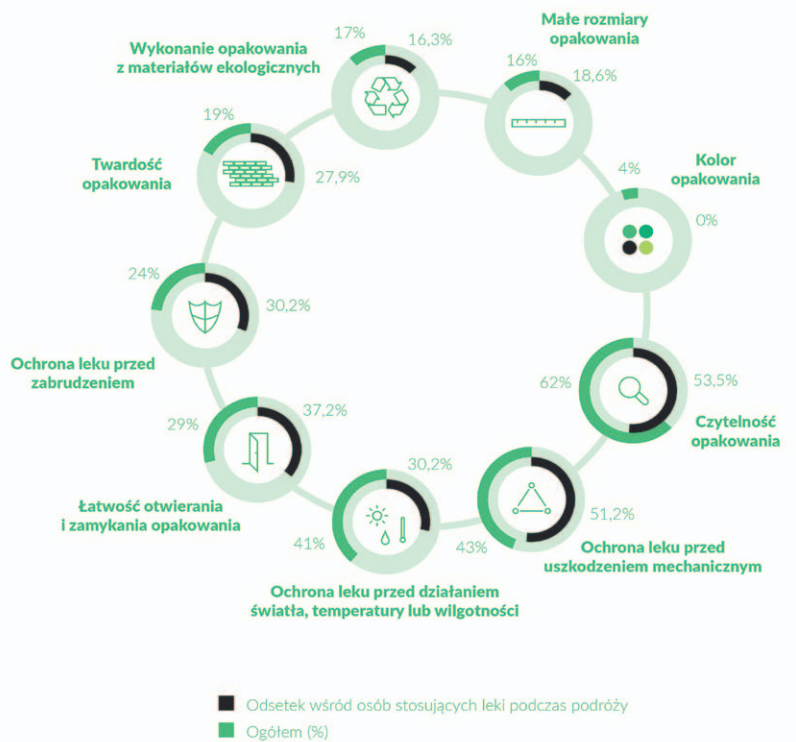 17%
16,3%
Wykonanie opakowania
z materiałów ekologicznych
16%
18,6%
Małe rozmiary
opakowania
4%
0%
Kolor
opakowania
62%
53,5%
Czytelność
opakowania
43%
51,2%
Ochrona leku przed
uszkodzeniem mechanicznym
41%
30,2%
Ochrona leku przed działaniem
światła, temperatury lub wilgotności
29%
37,2%
Łatwość otwierania
i zamykania opakowania
24%
30,2%
Ochrona leku przed
zabrudzeniem
19%
27,9%
Twardość
opakowania
Odsetek wśród osób stosujących leki podczas podróży
Ogółem (%)